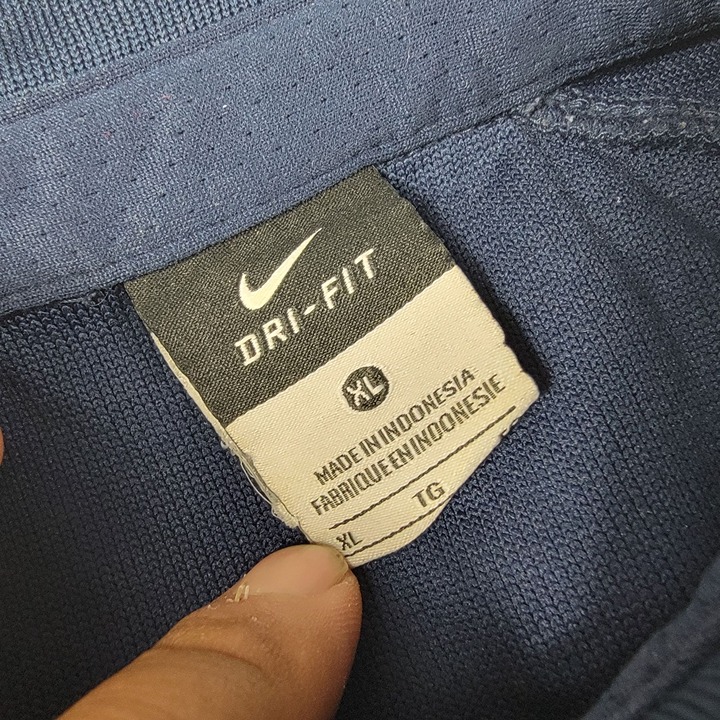 DRI-FIT
XL
MADE IN INDONESIA
FABRIQUE EN INDONESIE
XL TG